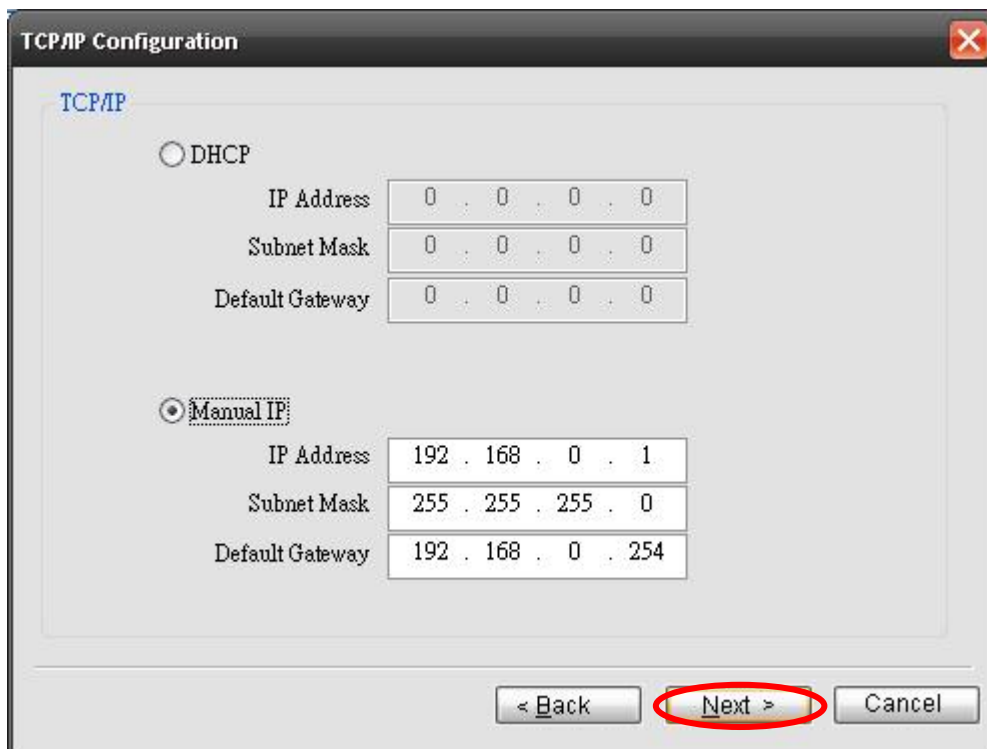 TCP/IP Configuration
TCP/IP
DHCP
IP Address 0 . 0 . 0 . 0
Subnet Mask 0 . 0 . 0 . 0
Default Gateway 0 . 0 . 0 . 0
Manual IP
IP Address 192 . 168 . 0 . 1
Subnet Mask 255 . 255 . 255 . 0
Default Gateway 192 . 168 . 0 . 254
< Back Next > Cancel